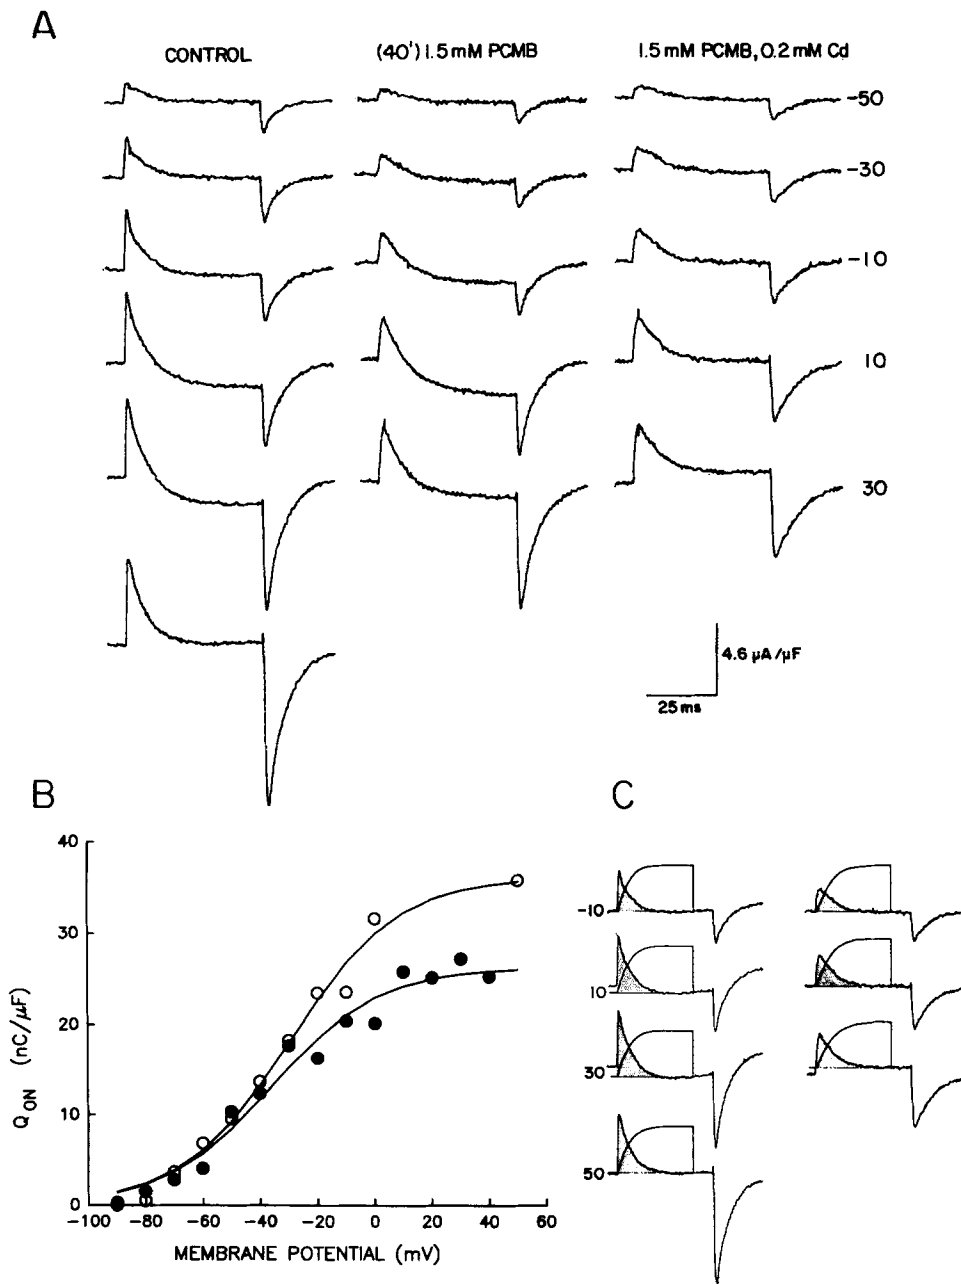 A
CONTROL
(40') 1.5 mM PCMB
1.5 mM PCMB, 0.2 mM Cd
-50
-30
-10
10
30
4.6 µA/µF
25 ms
B
40
30
20
10
0
Q ON (nC/µF)
-100 -80 -60 -40 -20 0 20 40 60
MEMBRANE POTENTIAL (mV)
C
-10
10
30
50